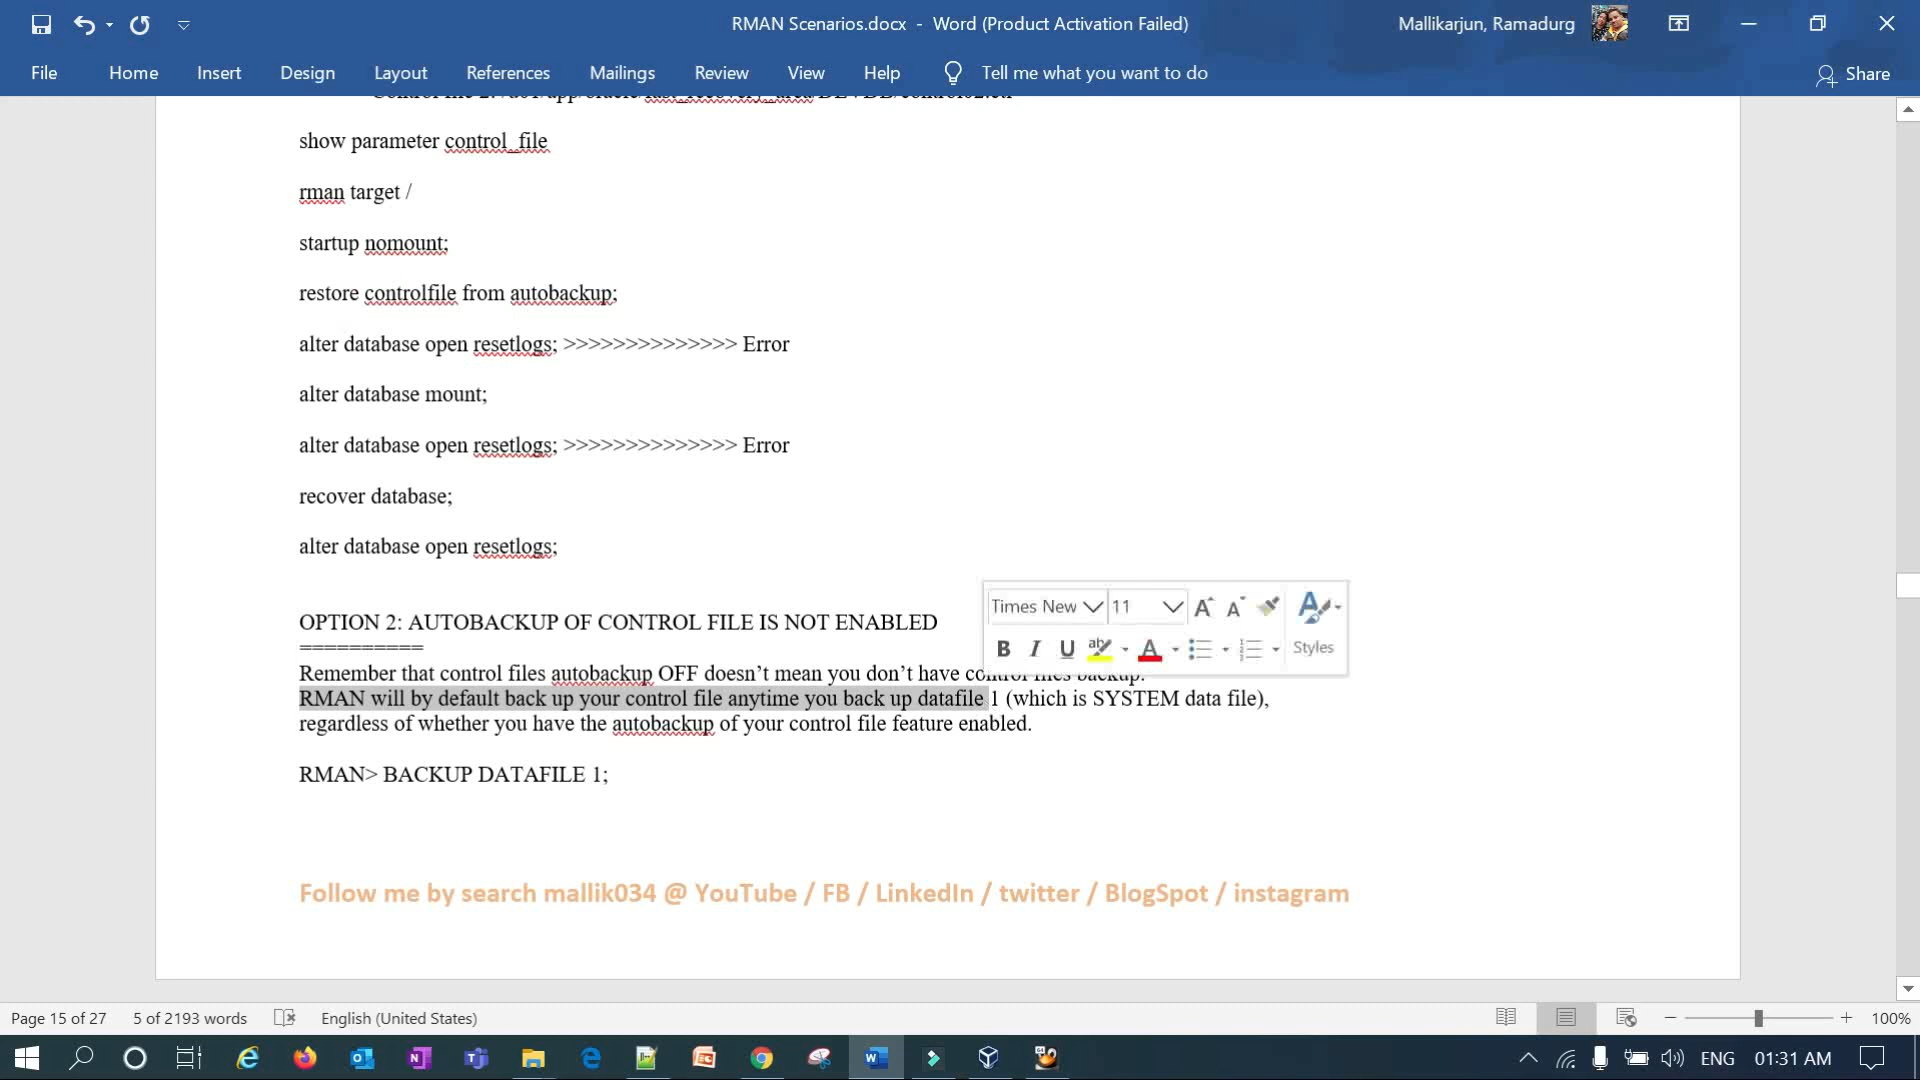 RMAN Scenarios.docx - Word (Product Activation Failed)
Mallikarjun, Ramadurg
File Home Insert Design Layout References Mailings Review View Help Tell me what you want to do Share
show parameter control_file
rman target /
startup nomount;
restore controlfile from autobackup;
alter database open resetlogs; >>>>>>>>>>>>>> Error
alter database mount;
alter database open resetlogs; >>>>>>>>>>>>>> Error
recover database;
alter database open resetlogs;
Times New 11
Styles
OPTION 2: AUTOBACKUP OF CONTROL FILE IS NOT ENABLED
==========
Remember that control files autobackup OFF doesn’t mean you don’t have control files backup.
RMAN will by default back up your control file anytime you back up datafile 1 (which is SYSTEM data file),
regardless of whether you have the autobackup of your control file feature enabled.
RMAN> BACKUP DATAFILE 1;
Follow me by search mallik034 @ YouTube / FB / LinkedIn / twitter / BlogSpot / instagram
Page 15 of 27 5 of 2193 words English (United States) 100%
ENG 01:31 AM